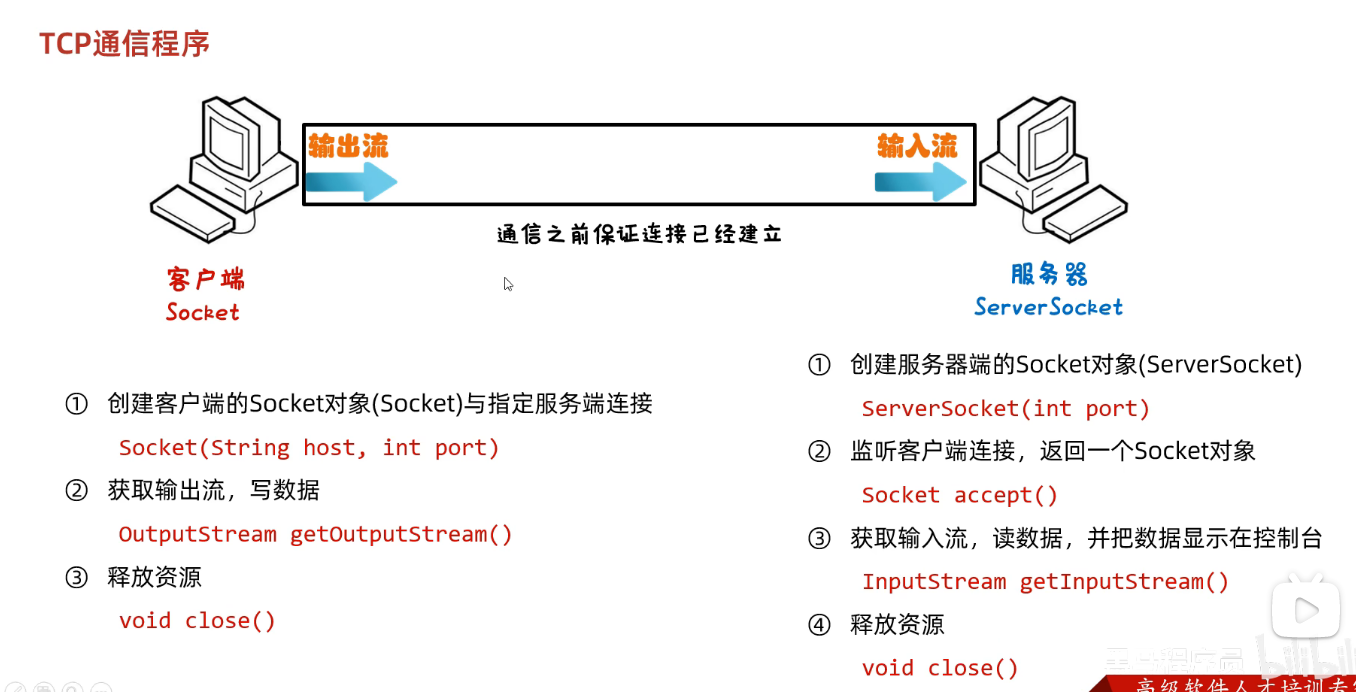 TCP通信程序
输出流
输入流
通信之前保证连接已经建立
客户端
Socket
服务器
ServerSocket
① 创建客户端的Socket对象(Socket)与指定服务端连接
Socket(String host, int port)
② 获取输出流，写数据
OutputStream getOutputStream()
③ 释放资源
void close()
① 创建服务器端的Socket对象(ServerSocket)
ServerSocket(int port)
② 监听客户端连接，返回一个Socket对象
Socket accept()
③ 获取输入流，读数据，并把数据显示在控制台
InputStream getInputStream()
④ 释放资源
void close()
程序员
bilibili
高级软件人才培训专